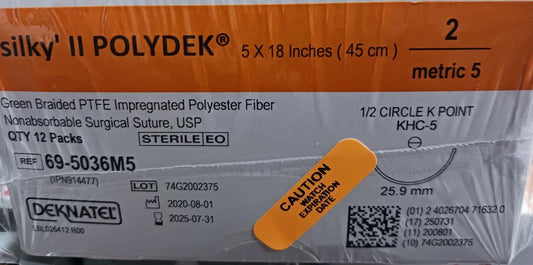 silky' II POLYDEK® 5 X 18 Inches ( 45 cm ) 2
metric 5
Green Braided PTFE Impregnated Polyester Fiber
Nonabsorbable Surgical Suture, USP
QTY 12 Packs STERILE EO
REF 69-5036M5
(IPN914477)
1/2 CIRCLE K POINT
KHC-5
25.9 mm
LOT 74G2002375
2020-08-01
2025-07-31
DEKNATEL
LBL028412 R00
CAUTION
WATCH
EXPIRATION
DATE
(01) 2 4026704 71632 0
(17) 250731
(11) 200801
(10) 74G2002375